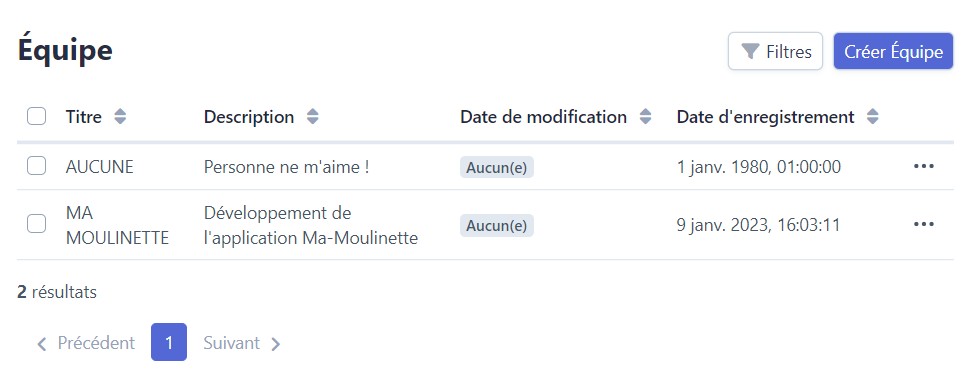 Équipe
Filtres
Créer Équipe
Titre Description Date de modification Date d'enregistrement
AUCUNE Personne ne m'aime ! Aucun(e) 1 janv. 1980, 01:00:00
MA MOULINETTE
Développement de
l'application Ma-Moulinette
Aucun(e)
9 janv. 2023, 16:03:11
2 résultats
Précédent 1 Suivant